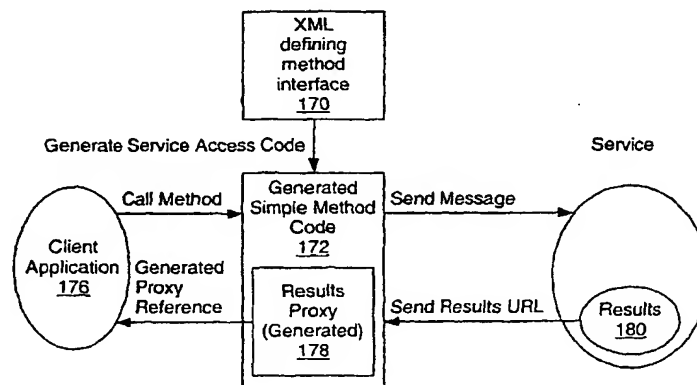 XML
defining
method
interface
170
Generate Service Access Code
Service
Call Method
Generated
Simple Method
Code
172
Send Message
Client
Application
176
Generated
Proxy
Reference
Results
Proxy
(Generated)
178
Send Results URL
Results
180